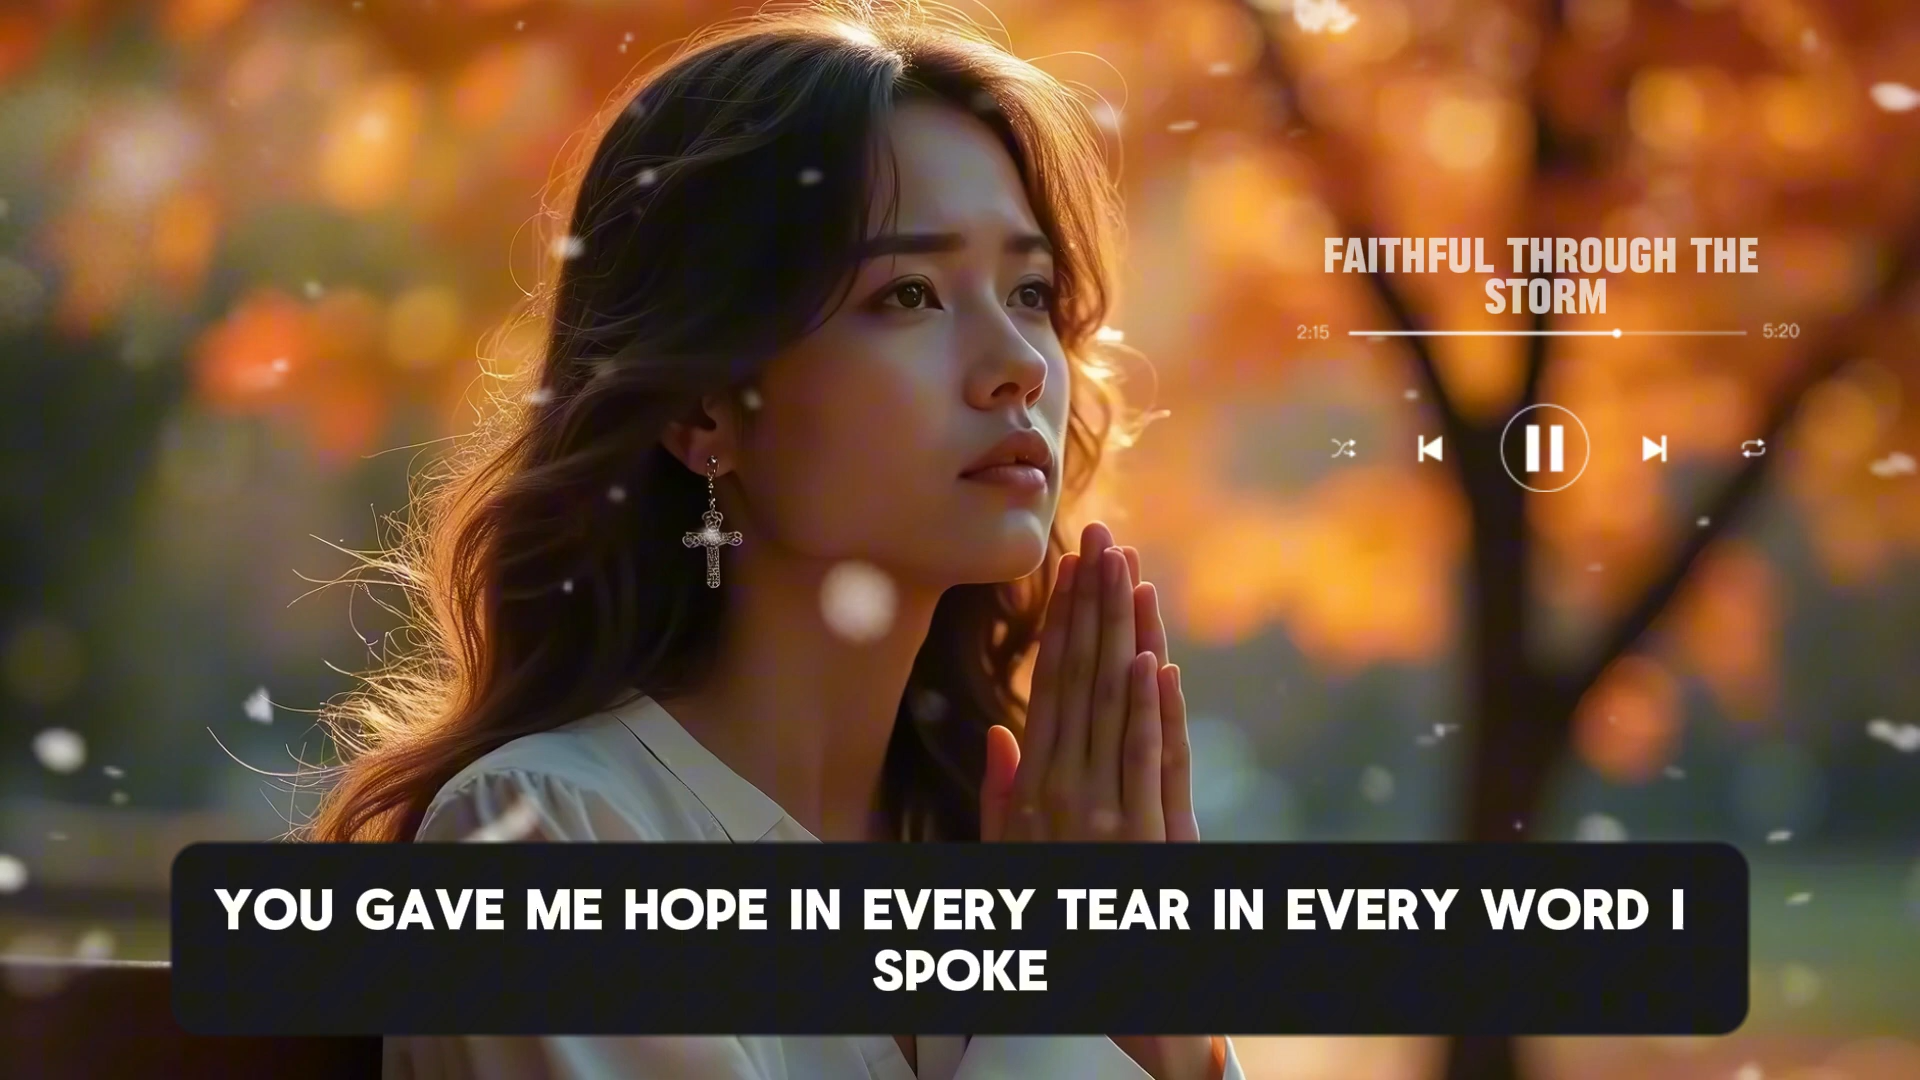 FAITHFUL THROUGH THE
STORM
2:15
5:20
YOU GAVE ME HOPE IN EVERY TEAR IN EVERY WORD I
SPOKE